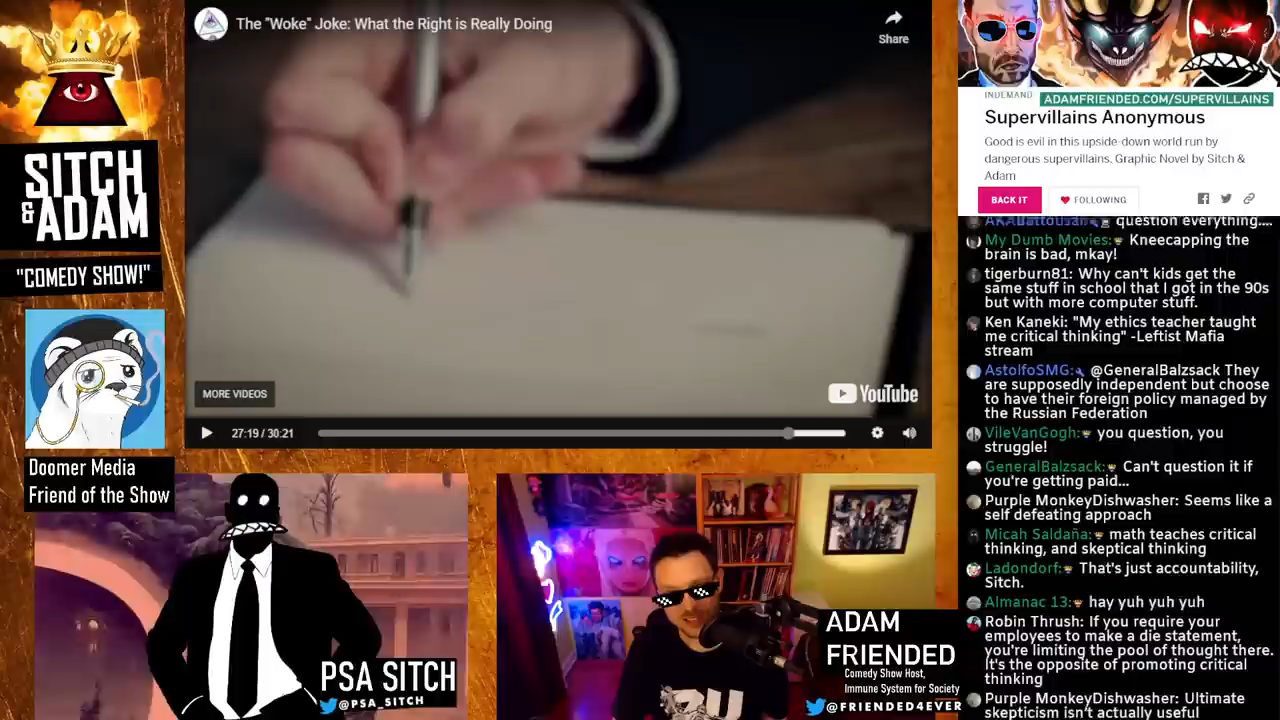 The "Woke" Joke: What the Right is Really Doing
Share
MORE VIDEOS
YouTube
27:19 / 30:21
SITCH
& ADAM
"COMEDY SHOW!"
Doomer Media
Friend of the Show
PSA SITCH
@PSA_SITCH
ADAM
FRIENDED
Comedy Show Host,
Immune System for Society
@FRIENDED4EVER
INDEMAND
ADAMFRIENDED.COM/SUPERVILLAINS
Supervillains Anonymous
Good is evil in this upside-down world run by
dangerous supervillains. Graphic Novel by Sitch &
Adam
BACK IT
FOLLOWING
question everything....
My Dumb Movies: Kneecapping the
brain is bad, mkay!
tigerburn81: Why can't kids get the
same stuff in school that I got in the 90s
but with more computer stuff.
Ken Kaneki: "My ethics teacher taught
me critical thinking" -Leftist Mafia
stream
AstolfoSMG: @GeneralBalzsack They
are supposedly independent but choose
to have their foreign policy managed by
the Russian Federation
VileVanGogh: you question, you
struggle!
GeneralBalzsack: Can't question it if
you're getting paid...
Purple MonkeyDishwasher: Seems like a
self defeating approach
Micah Saldaña: math teaches critical
thinking, and skeptical thinking
Ladondorf: That's just accountability,
Sitch.
Almanac 13: hay yuh yuh yuh
Robin Thrush: If you require your
employees to make a die statement,
you're limiting the pool of thought there.
It's the opposite of promoting critical
thinking
Purple MonkeyDishwasher: Ultimate
skepticism isn't actually useful